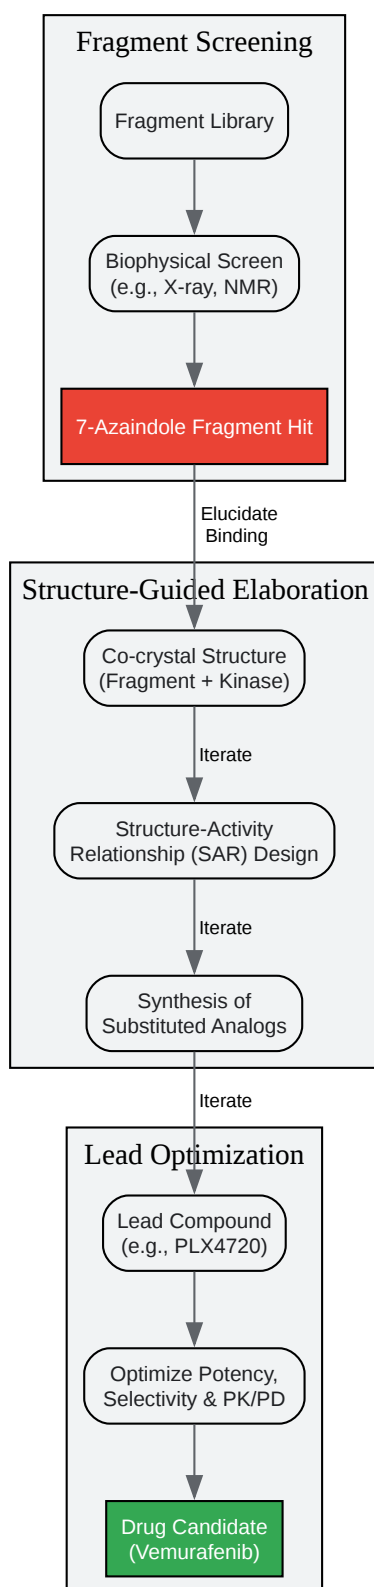 Fragment Screening
Fragment Library
Biophysical Screen
(e.g., X-ray, NMR)
7-Azaindole Fragment Hit
Elucidate
Binding
Structure-Guided Elaboration
Co-crystal Structure
(Fragment + Kinase)
Iterate
Structure-Activity
Relationship (SAR) Design
Iterate
Synthesis of
Substituted Analogs
Iterate
Lead Optimization
Lead Compound
(e.g., PLX4720)
Optimize Potency,
Selectivity & PK/PD
Drug Candidate
(Vemurafenib)